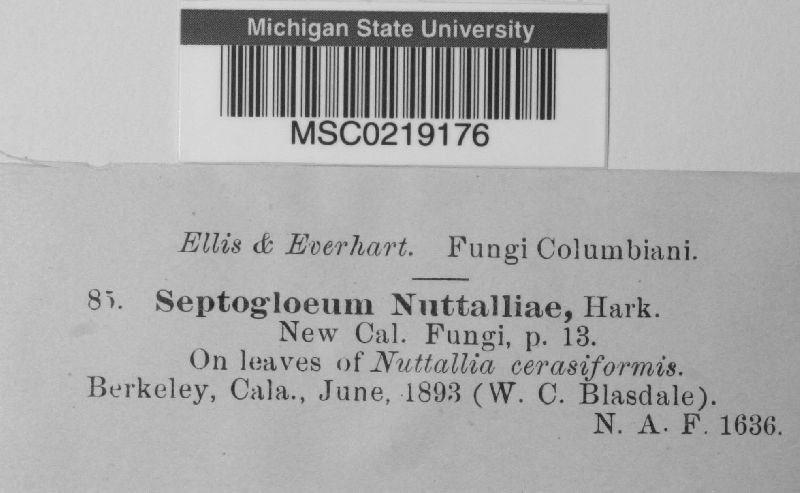 Michigan State University
MSC0219176
Ellis & Everhart. Fungi Columbiani.
85. Septogloeum Nuttalliae, Hark.
New Cal. Fungi, p. 13.
On leaves of Nuttallia cerasiformis.
Berkeley, Cala., June, 1893 (W. C. Blasdale).
N. A. F. 1636.